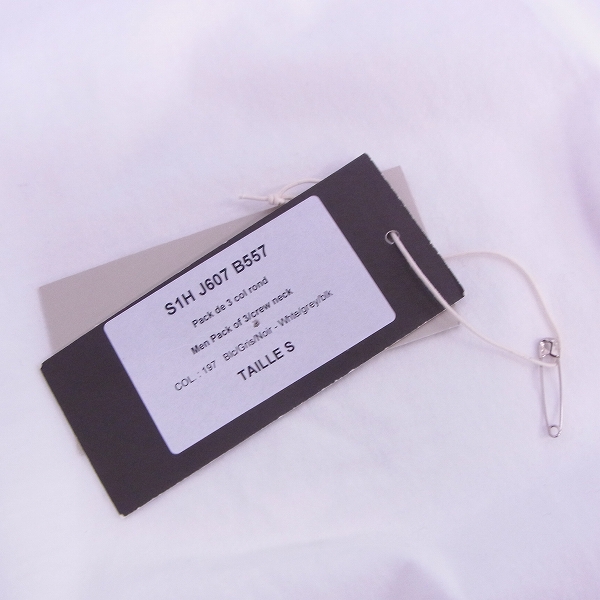 S1H J607 B557
Pack de 3 col rond
Men Pack of 3/crew neck
@
COL. : 197 Blc/Gris/Noir - Whte/grey/blk
TAILLE S